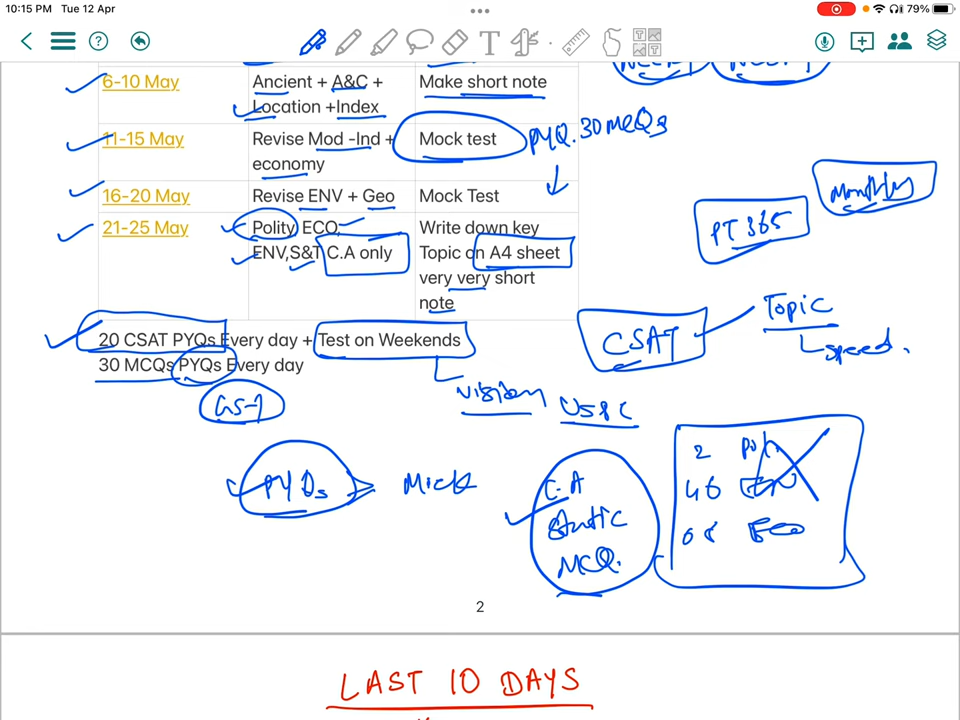 10:15 PM Tue 12 Apr
79%
T
6-10 May
Ancient + A&C +
Location +Index
Make short note
11-15 May
Revise Mod -Ind +
economy
Mock test
PYQ. 30 MCQs
16-20 May
Revise ENV + Geo
Mock Test
Monthly
PT 365
21-25 May
Polity, ECO,
ENV,S&T C.A only
Write down key
Topic on A4 sheet
very very short
note
20 CSAT PYQs Every day + Test on Weekends
30 MCQs PYQs Every day
CSAT
Topic
speed.
GS-1
Vision
PYQs
C.A
Static
MCQ.
2
46
08 ECO
2
LAST 10 DAYS